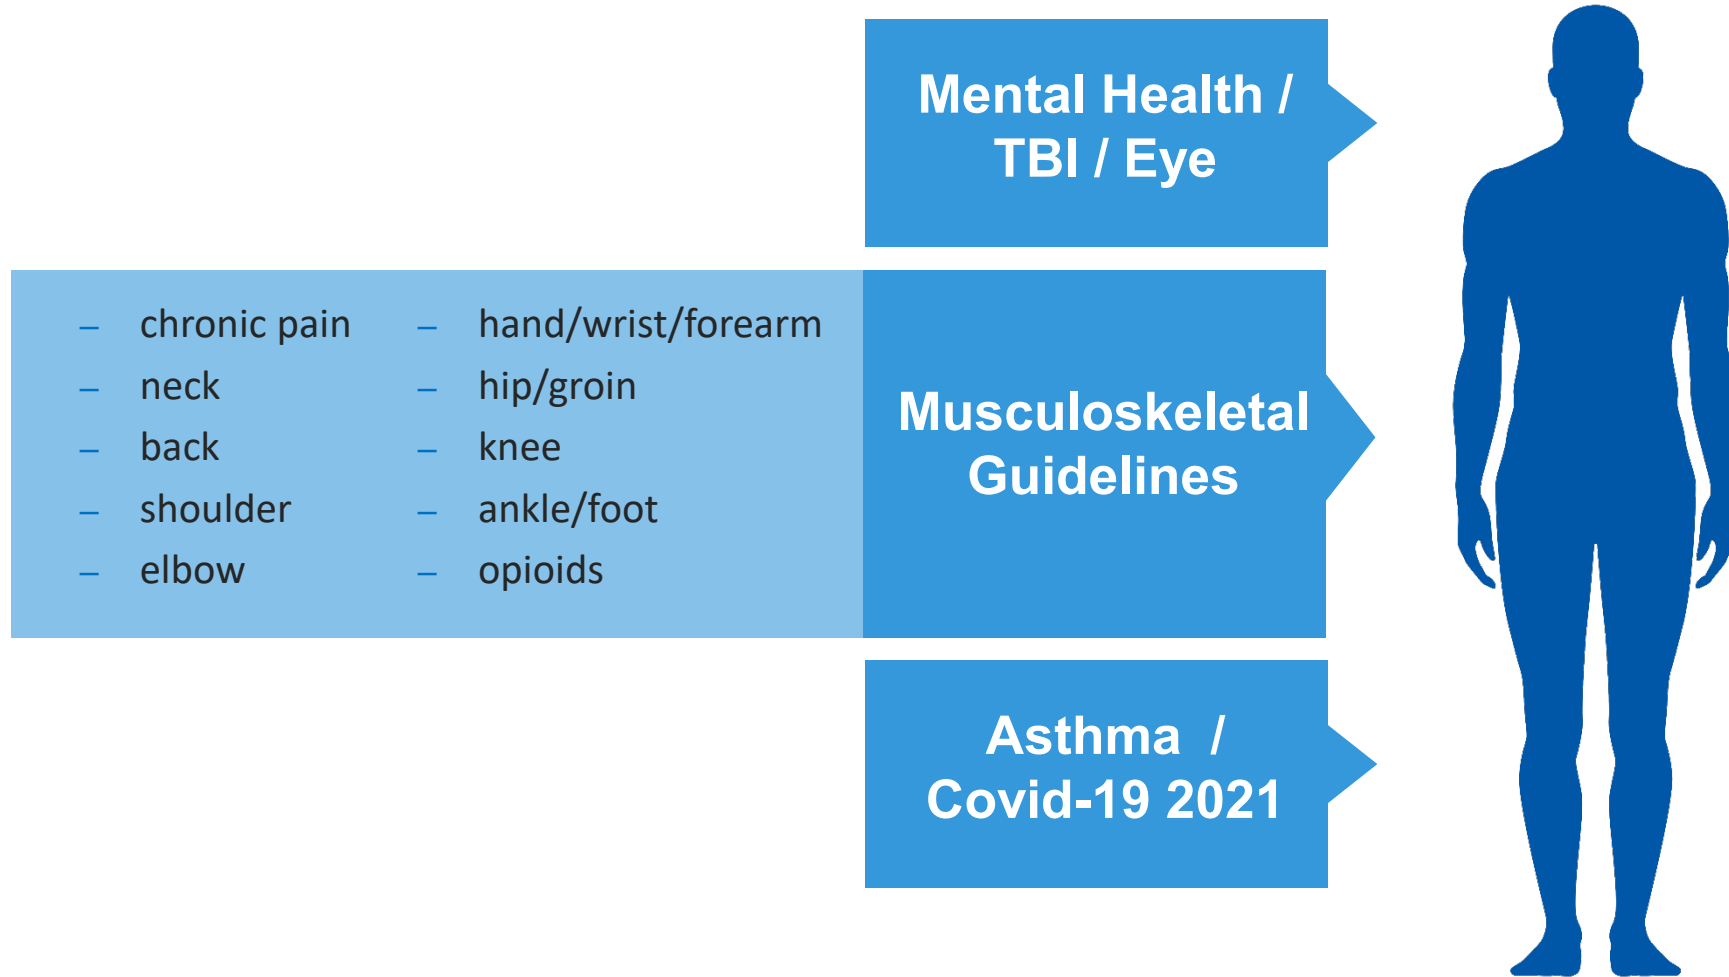 Mental Health /
TBI / Eye
– chronic pain
– neck
– back
– shoulder
– elbow
– hand/wrist/forearm
– hip/groin
– knee
– ankle/foot
– opioids
Musculoskeletal
Guidelines
Asthma  /
Covid-19 2021